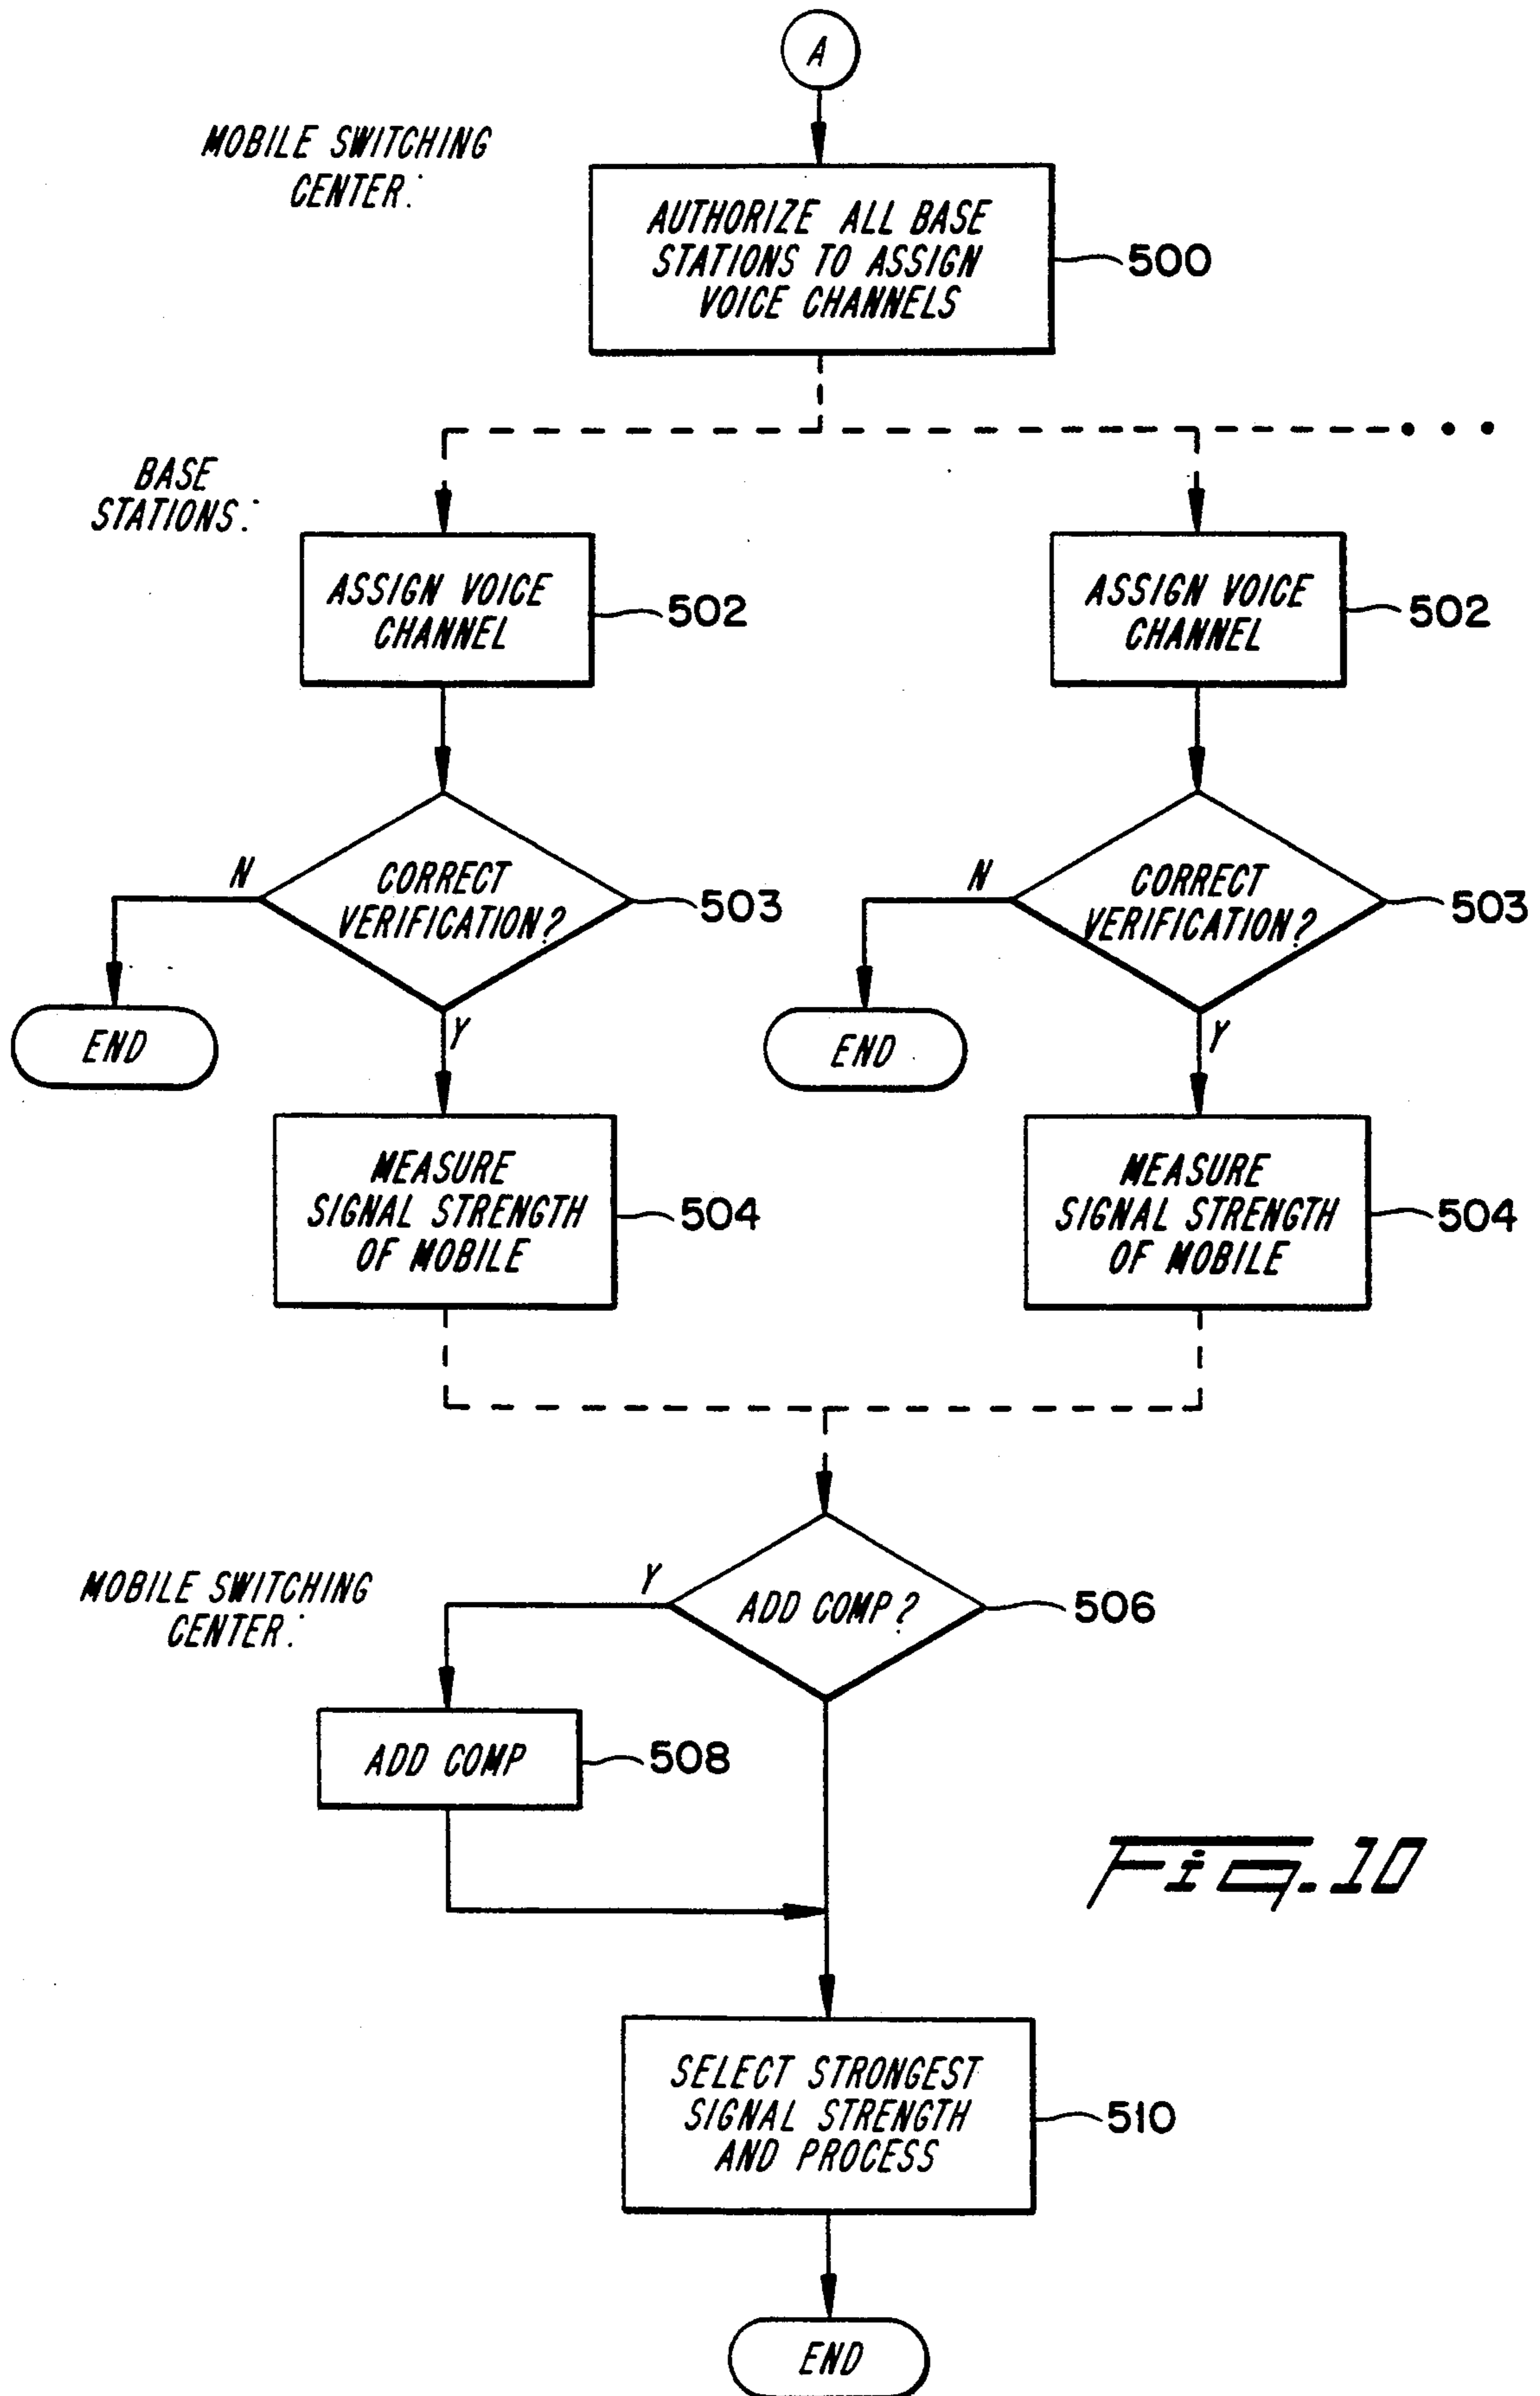 A
MOBILE SWITCHING
CENTER:
AUTHORIZE ALL BASE
STATIONS TO ASSIGN
VOICE CHANNELS
500
BASE
STATIONS:
ASSIGN VOICE
CHANNEL
502
ASSIGN VOICE
CHANNEL
502
N
CORRECT
VERIFICATION?
503
N
CORRECT
VERIFICATION?
503
END
Y
END
Y
MEASURE
SIGNAL STRENGTH
OF MOBILE
504
MEASURE
SIGNAL STRENGTH
OF MOBILE
504
MOBILE SWITCHING
CENTER:
Y
ADD COMP?
506
ADD COMP
508
Fig. 10
SELECT STRONGEST
SIGNAL STRENGTH
AND PROCESS
510
END